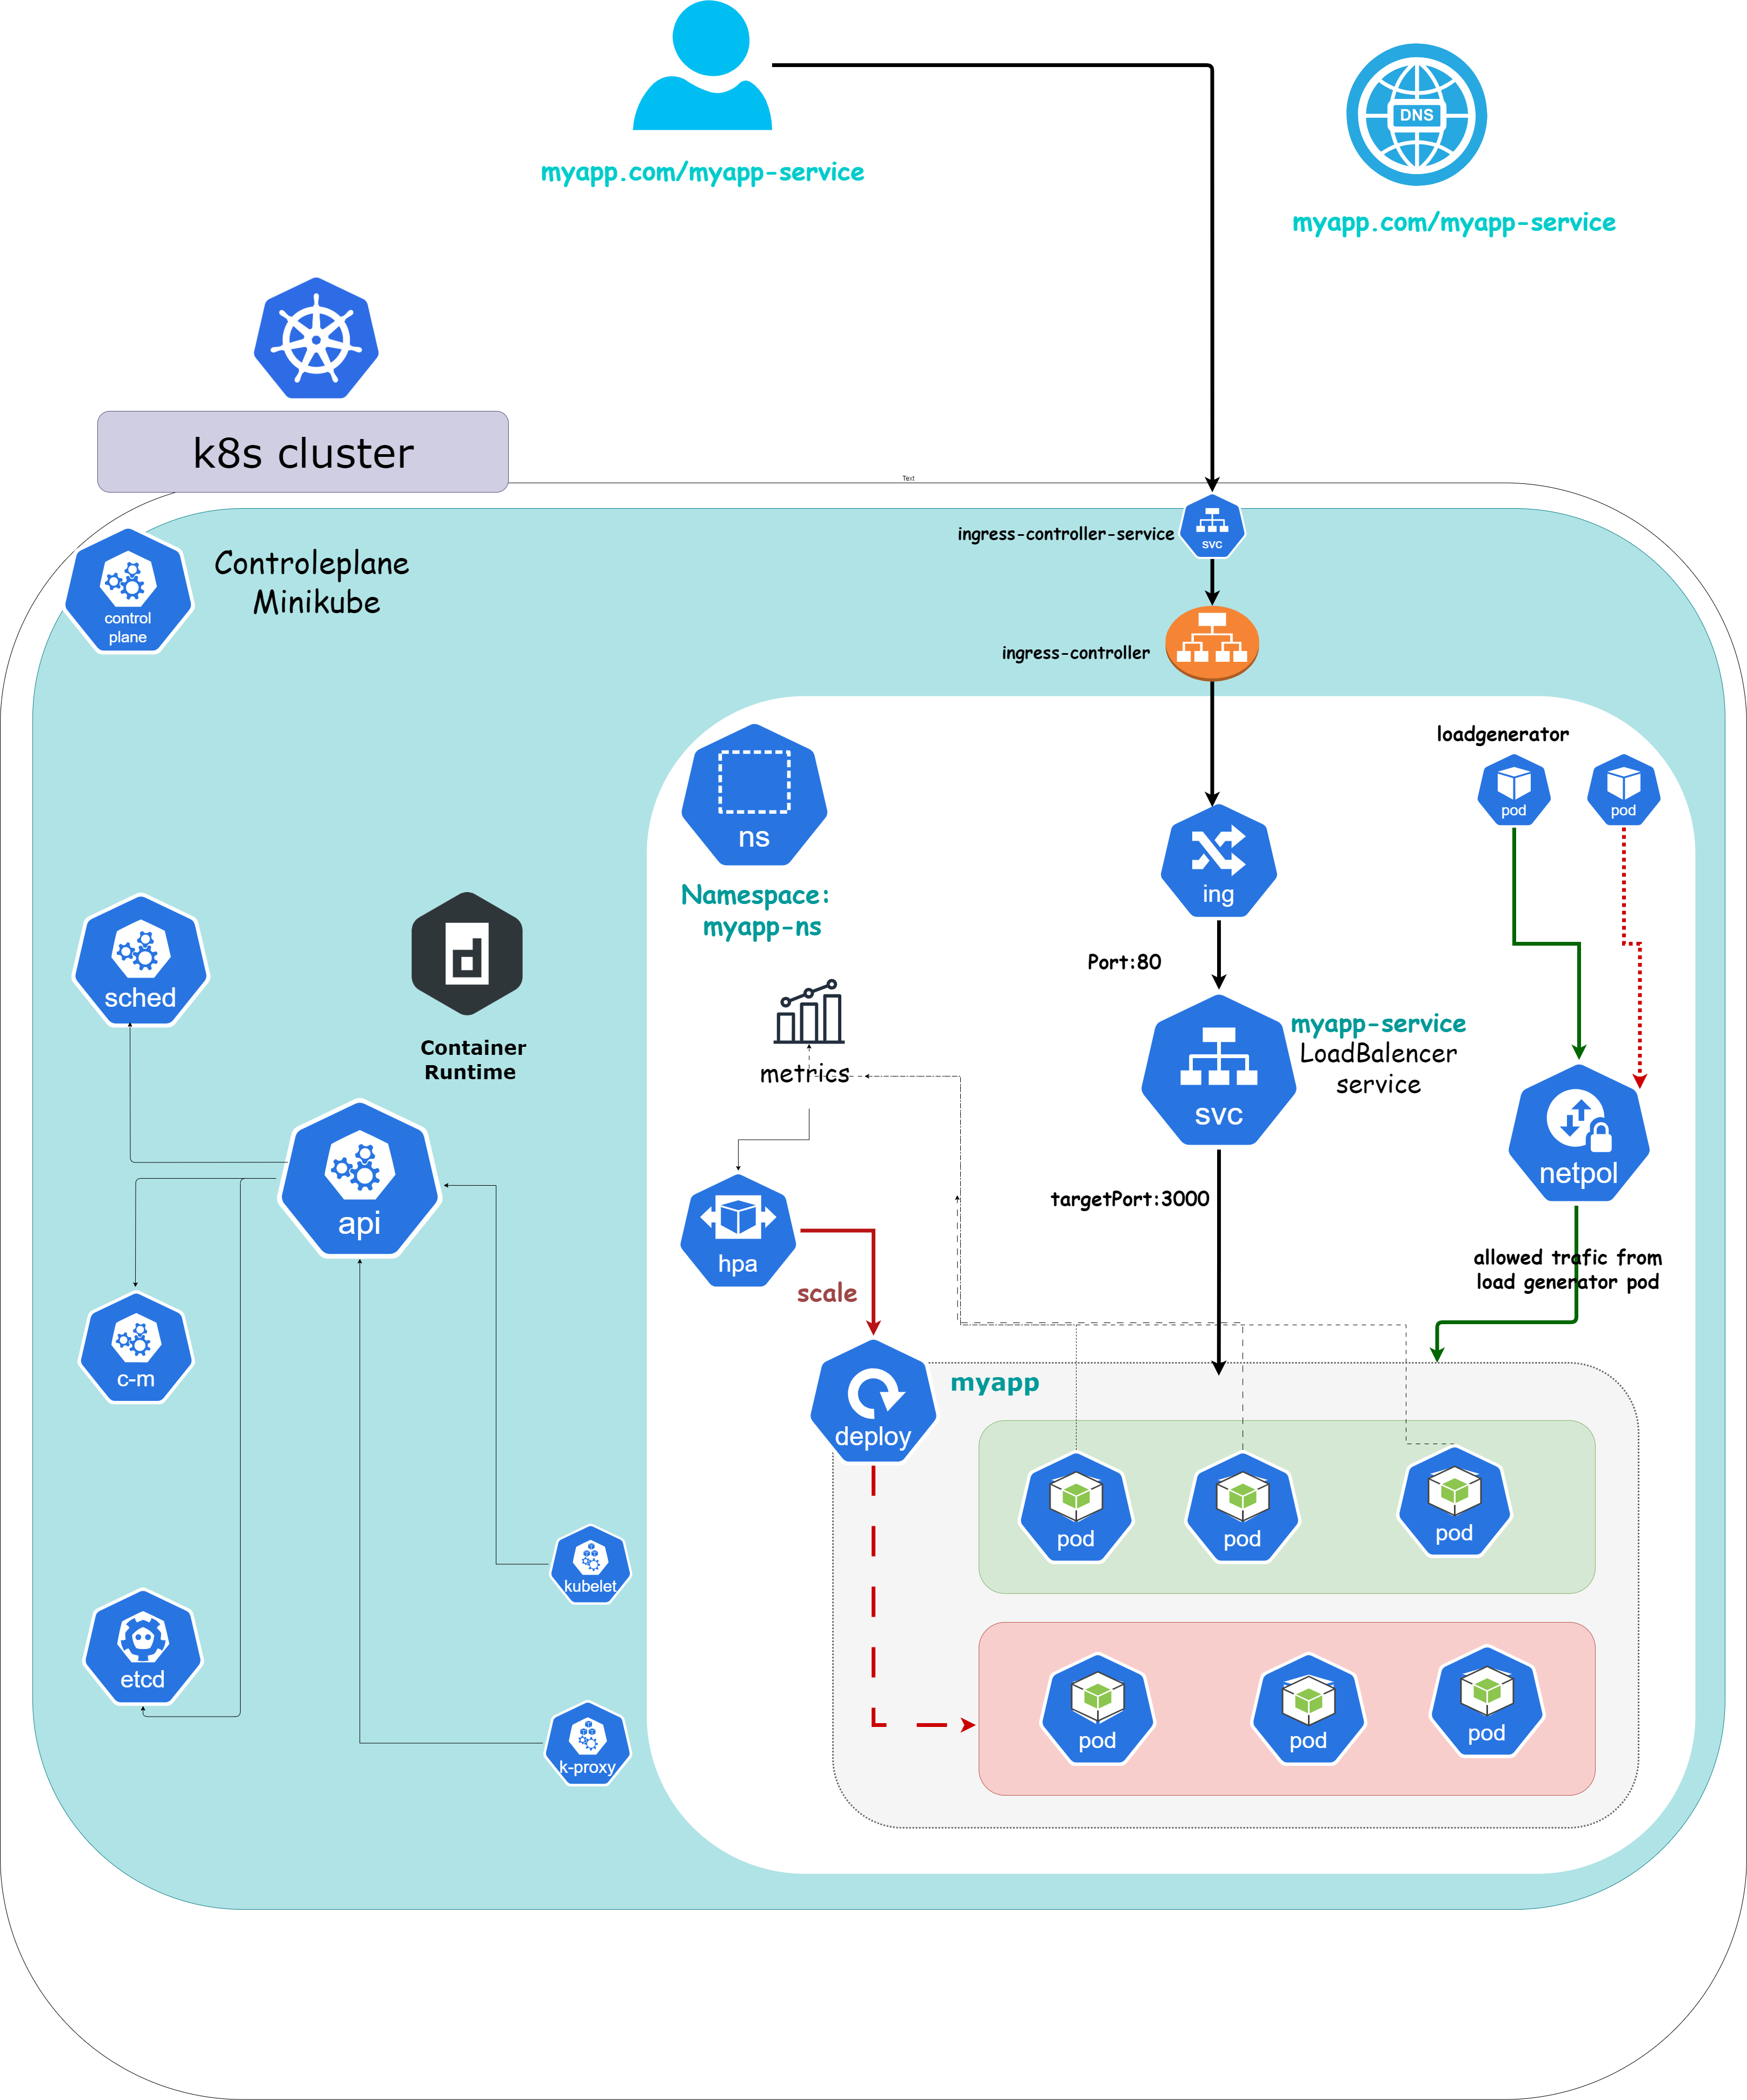 DNS
myapp.com/myapp-service
myapp.com/myapp-service
k8s cluster
Text
ingress-controller-service
svc
Controleplane
Minikube
control
plane
ingress-controller
loadgenerator
pod
pod
ns
Namespace:
myapp-ns
ing
Port:80
sched
d
Container
Runtime
metrics
myapp-service
LoadBalencer
service
svc
netpol
targetPort:3000
api
hpa
scale
allowed trafic from
load generator pod
c-m
myapp
deploy
pod
pod
pod
kubelet
etcd
pod
pod
pod
k-proxy